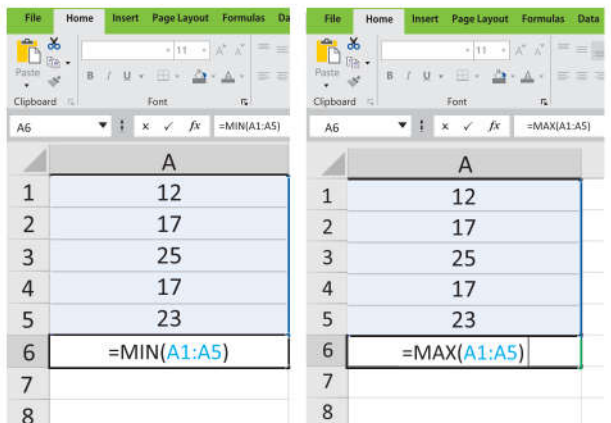 File Home Insert Page Layout Formulas Da
11 A A
Paste B I U A
Clipboard Font
A6 × ✓ fx =MIN(A1:A5)
A
1 12
2 17
3 25
4 17
5 23
6 =MIN(A1:A5)
7
8
File Home Insert Page Layout Formulas Data
11 A A
Paste B I U A
Clipboard Font
A6 × ✓ fx =MAX(A1:A5)
A
1 12
2 17
3 25
4 17
5 23
6 =MAX(A1:A5)
7
8